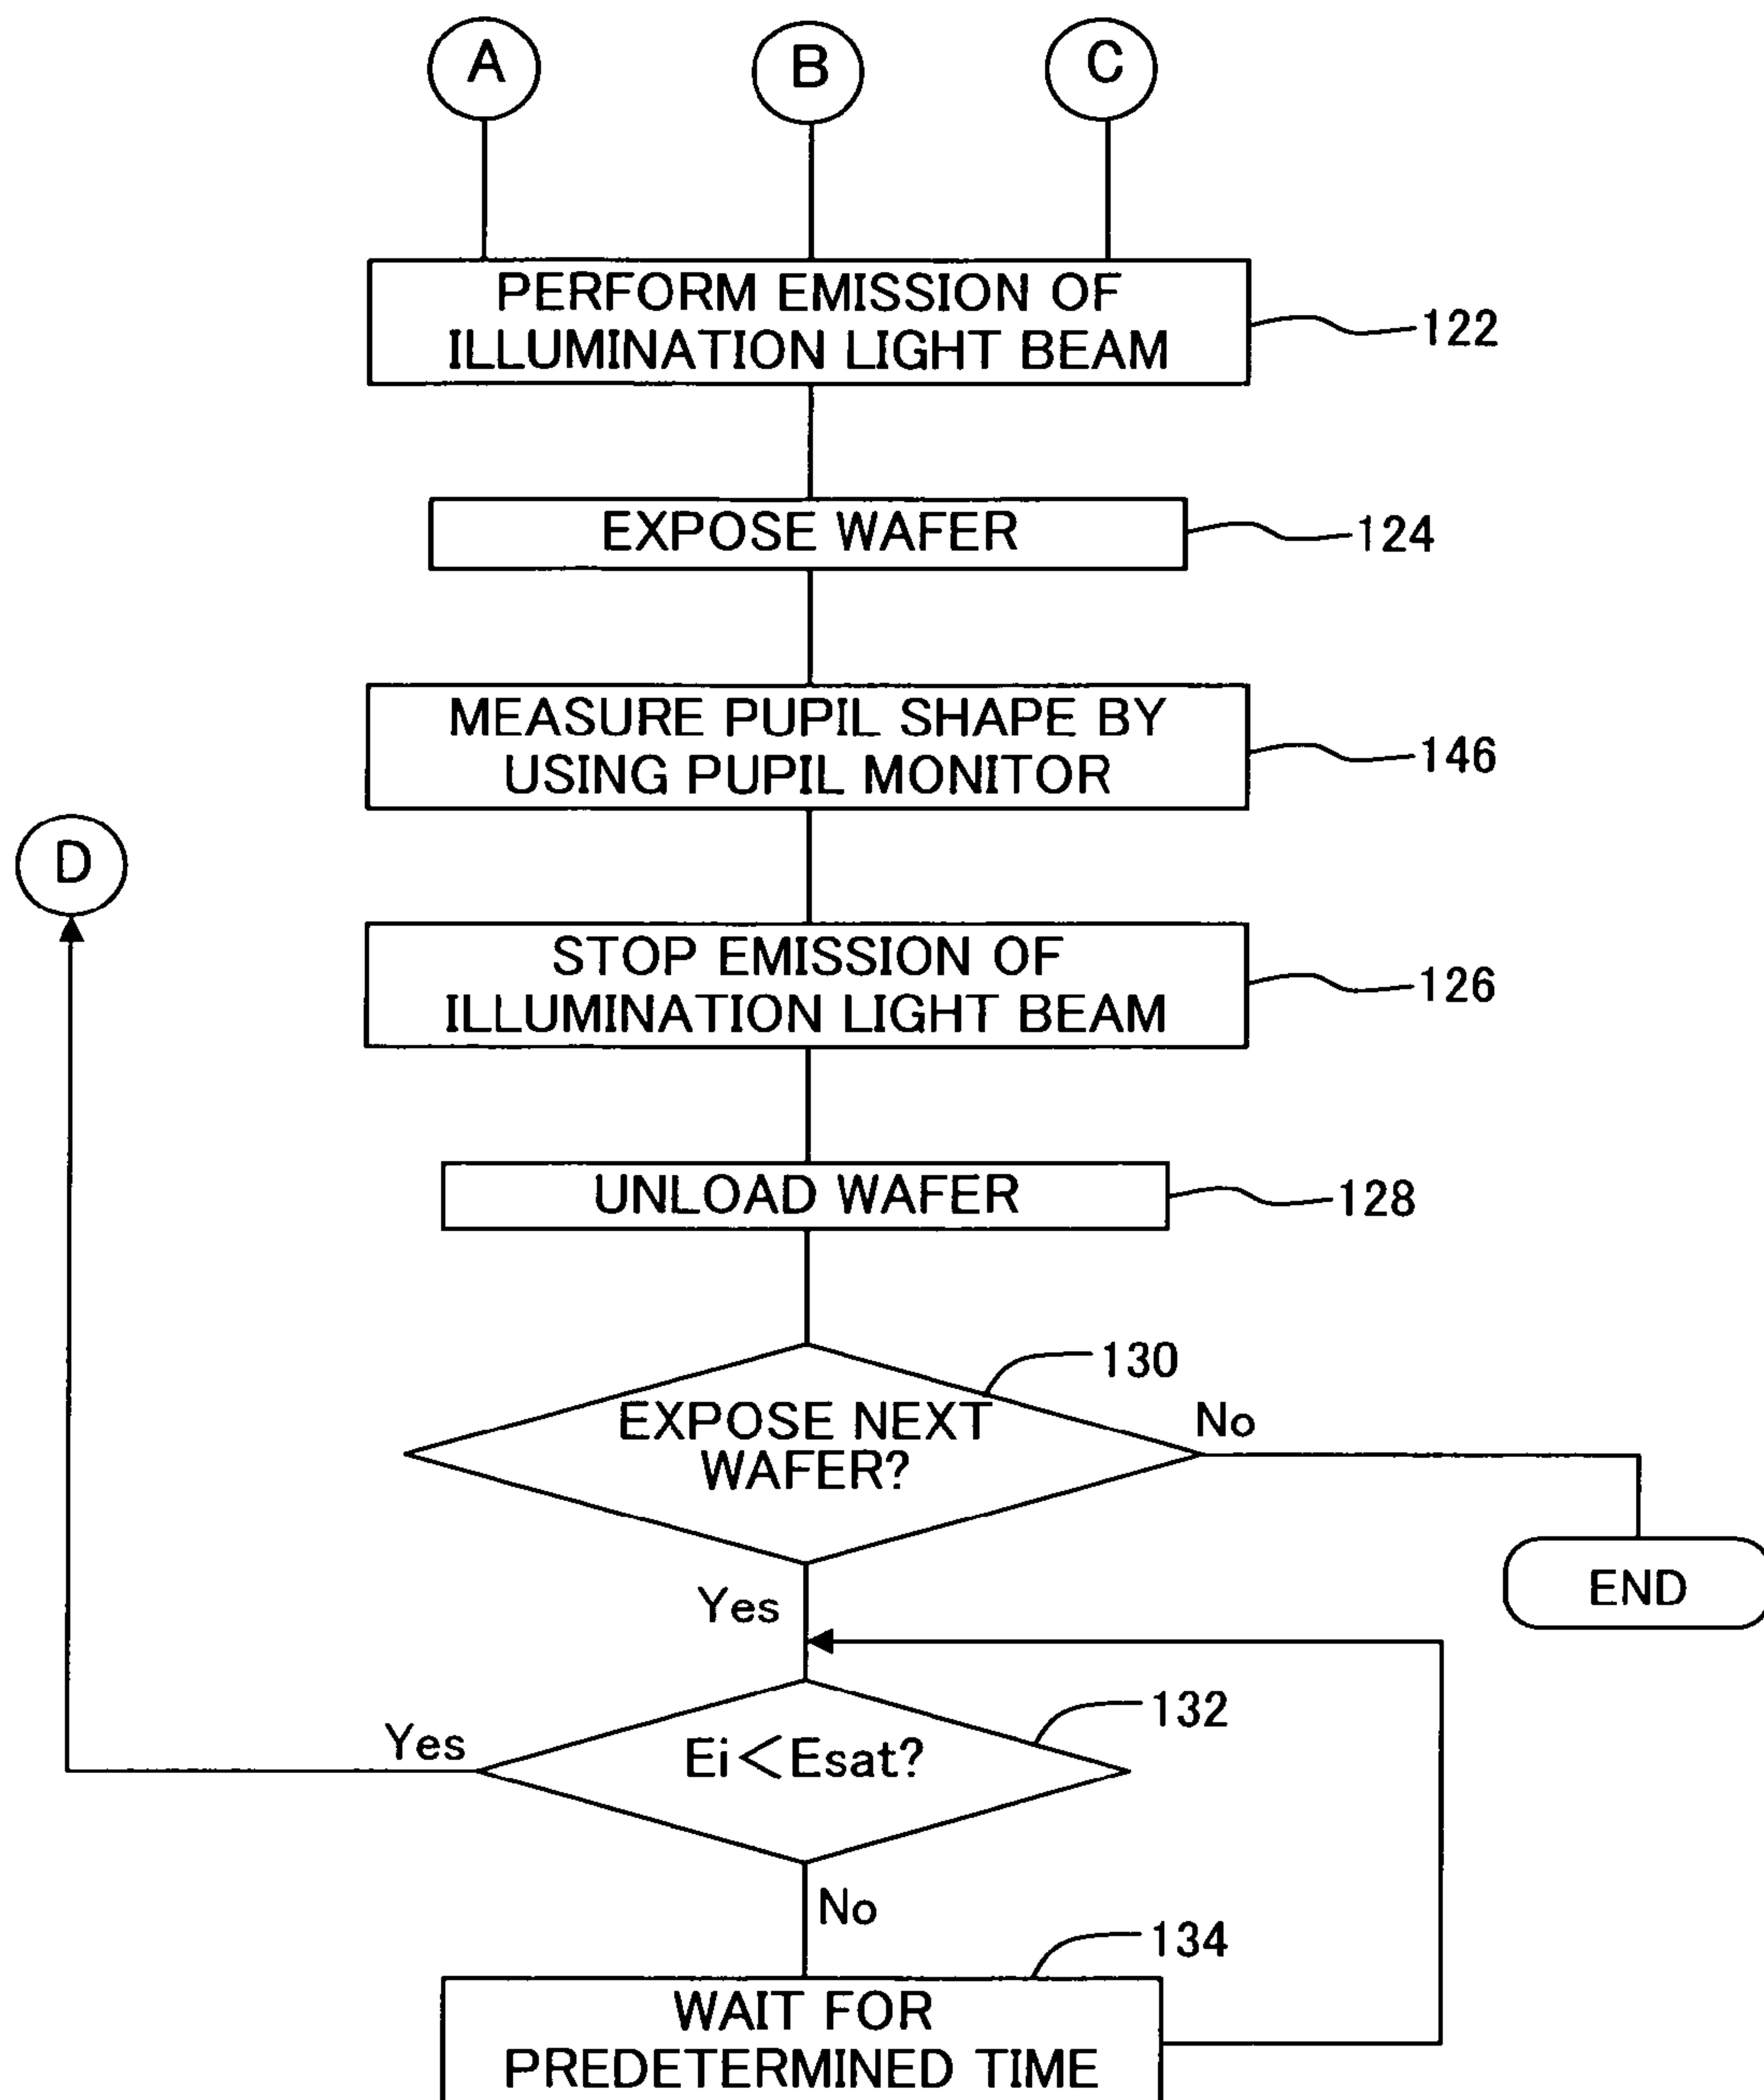 A
B
C
PERFORM EMISSION OF
ILLUMINATION LIGHT BEAM
122
EXPOSE WAFER
124
MEASURE PUPIL SHAPE BY
USING PUPIL MONITOR
146
D
STOP EMISSION OF
ILLUMINATION LIGHT BEAM
126
UNLOAD WAFER
128
130
EXPOSE NEXT
WAFER?
No
END
Yes
132
Yes
Ei<Esat?
No
134
WAIT FOR
PREDETERMINED TIME